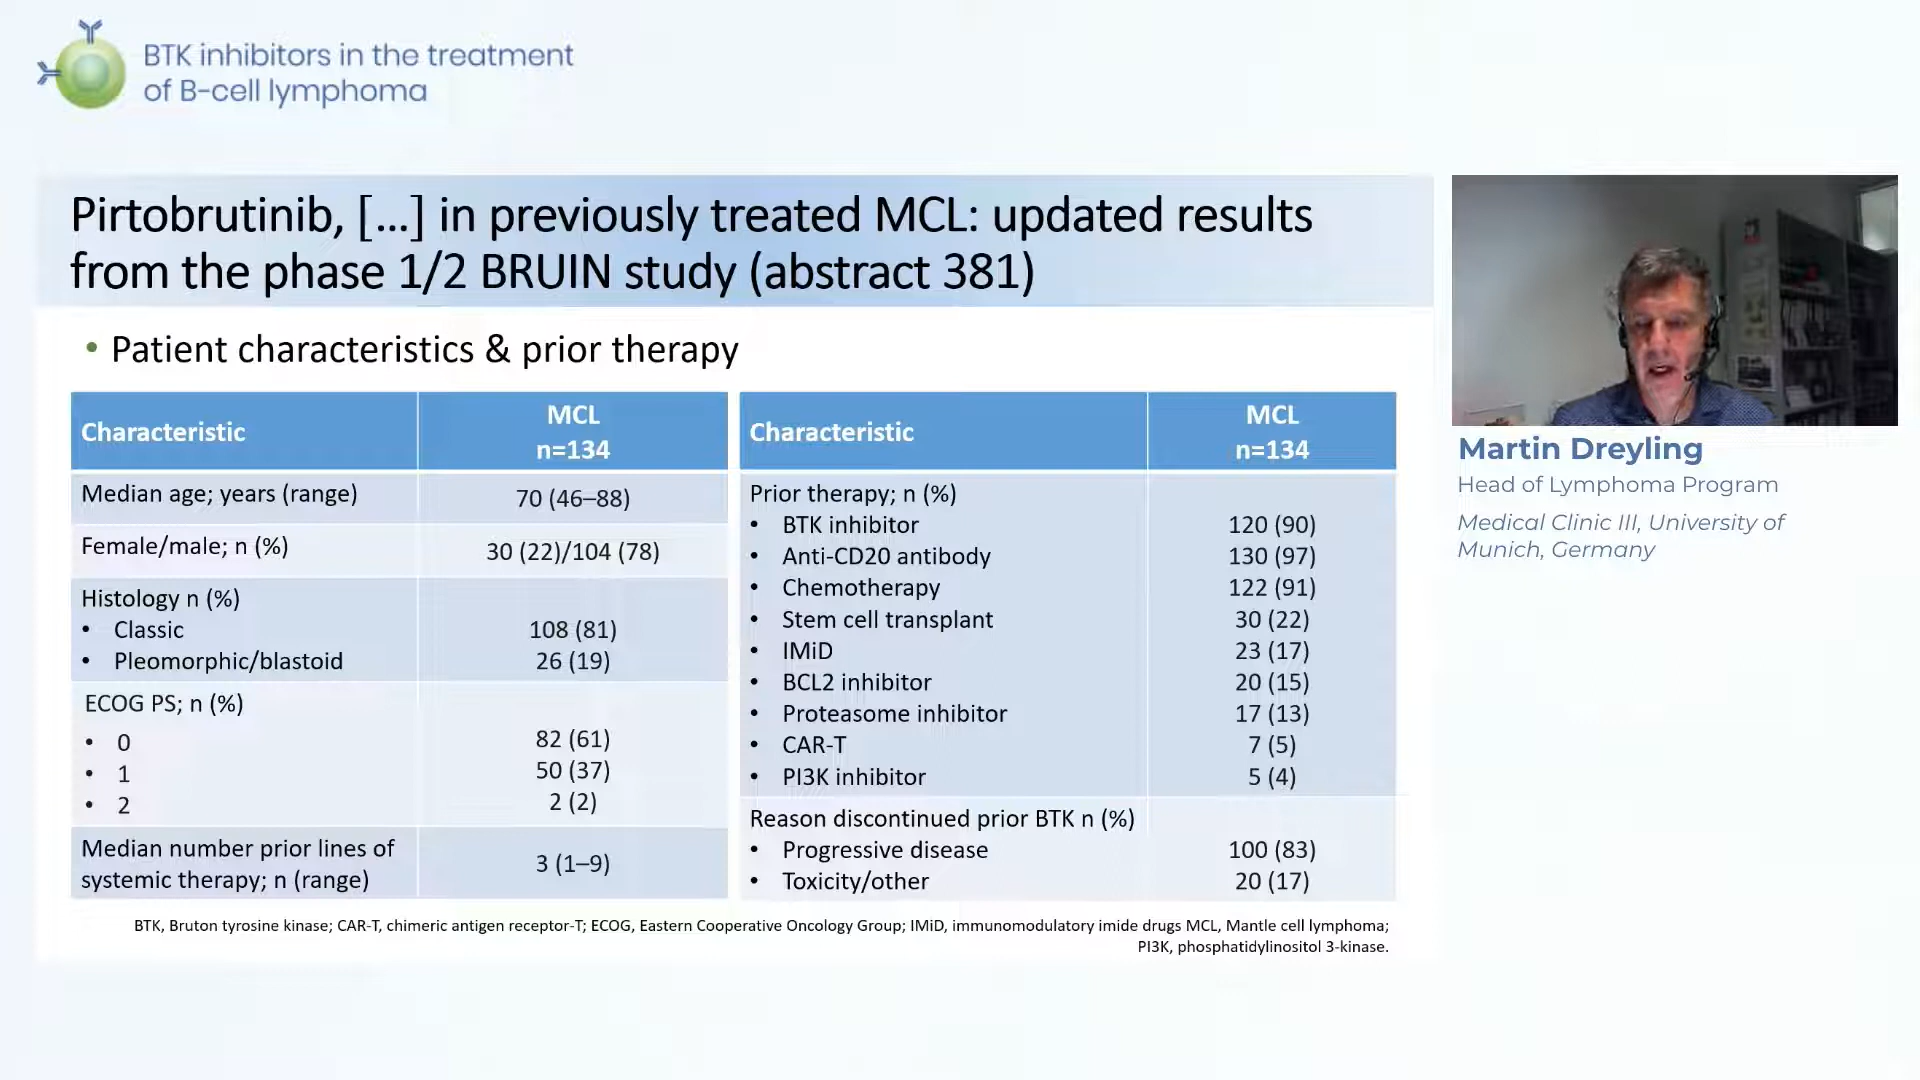 BTK inhibitors in the treatment
of B-cell lymphoma
Pirtobrutinib, [...] in previously treated MCL: updated results
from the phase 1/2 BRUIN study (abstract 381)
• Patient characteristics & prior therapy
Characteristic
MCL
n=134
Median age; years (range)
70 (46–88)
Female/male; n (%)
30 (22)/104 (78)
Histology n (%)
• Classic
108 (81)
• Pleomorphic/blastoid
26 (19)
ECOG PS; n (%)
• 0
82 (61)
• 1
50 (37)
• 2
2 (2)
Median number prior lines of
systemic therapy; n (range)
3 (1–9)
Characteristic
MCL
n=134
Prior therapy; n (%)
• BTK inhibitor
120 (90)
• Anti-CD20 antibody
130 (97)
• Chemotherapy
122 (91)
• Stem cell transplant
30 (22)
• IMiD
23 (17)
• BCL2 inhibitor
20 (15)
• Proteasome inhibitor
17 (13)
• CAR-T
7 (5)
• PI3K inhibitor
5 (4)
Reason discontinued prior BTK n (%)
• Progressive disease
100 (83)
• Toxicity/other
20 (17)
BTK, Bruton tyrosine kinase; CAR-T, chimeric antigen receptor-T; ECOG, Eastern Cooperative Oncology Group; IMiD, immunomodulatory imide drugs MCL, Mantle cell lymphoma;
PI3K, phosphatidylinositol 3-kinase.
Martin Dreyling
Head of Lymphoma Program
Medical Clinic III, University of
Munich, Germany